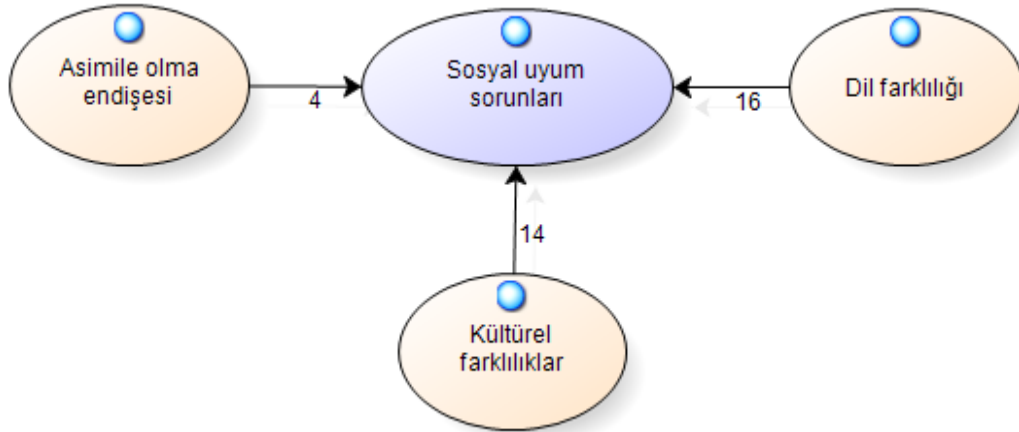 Asimile olma
endişesi
4
Sosyal uyum
sorunları
16
Dil farklılığı
14
Kültürel
farklılıklar